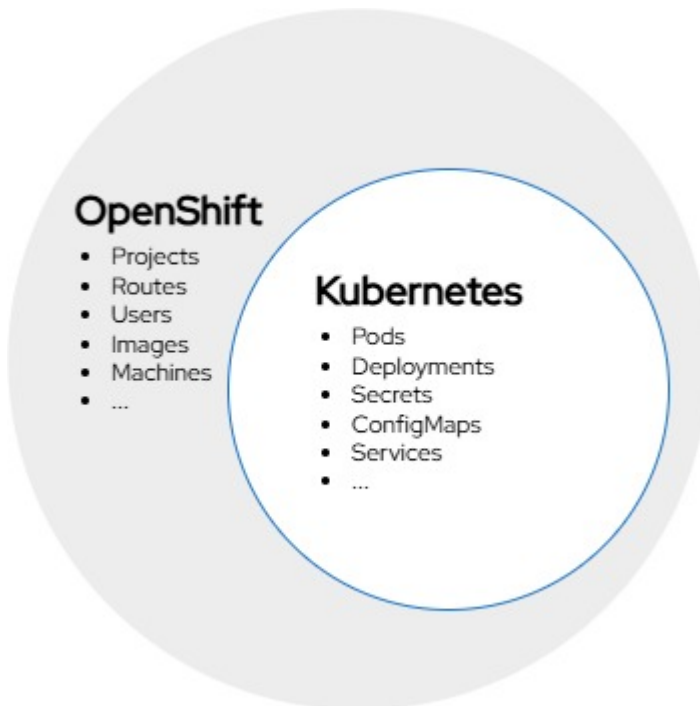 OpenShift
• Projects
• Routes
• Users
• Images
• Machines
• ...
Kubernetes
• Pods
• Deployments
• Secrets
• ConfigMaps
• Services
• ...